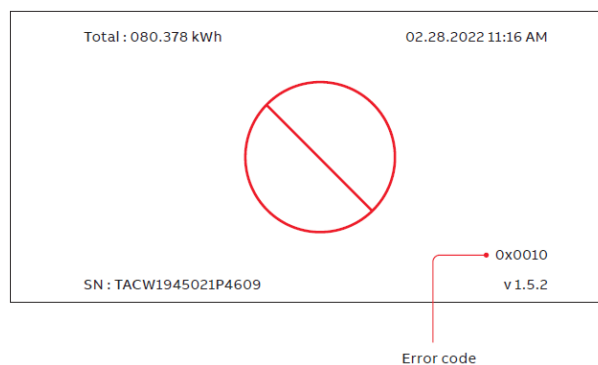 Total : 080.378 kWh
02.28.2022 11:16 AM
0x0010
SN : TACW1945021P4609
v 1.5.2
Error code